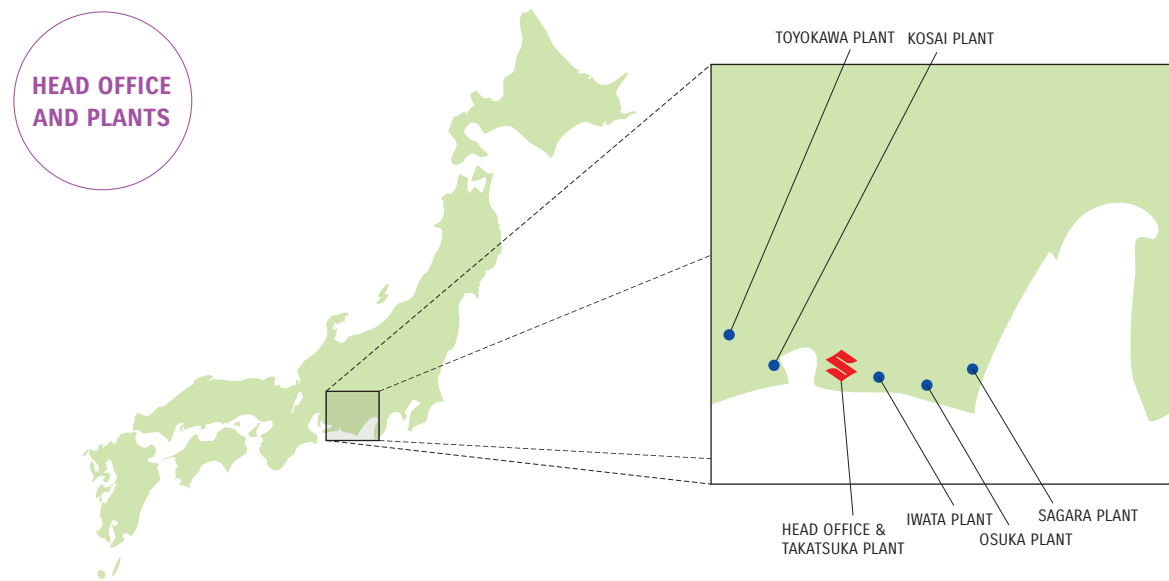 HEAD OFFICE
AND PLANTS
TOYOKAWA PLANT
KOSAI PLANT
HEAD OFFICE &
TAKATSUKA PLANT
IWATA PLANT
OSUKA PLANT
SAGARA PLANT